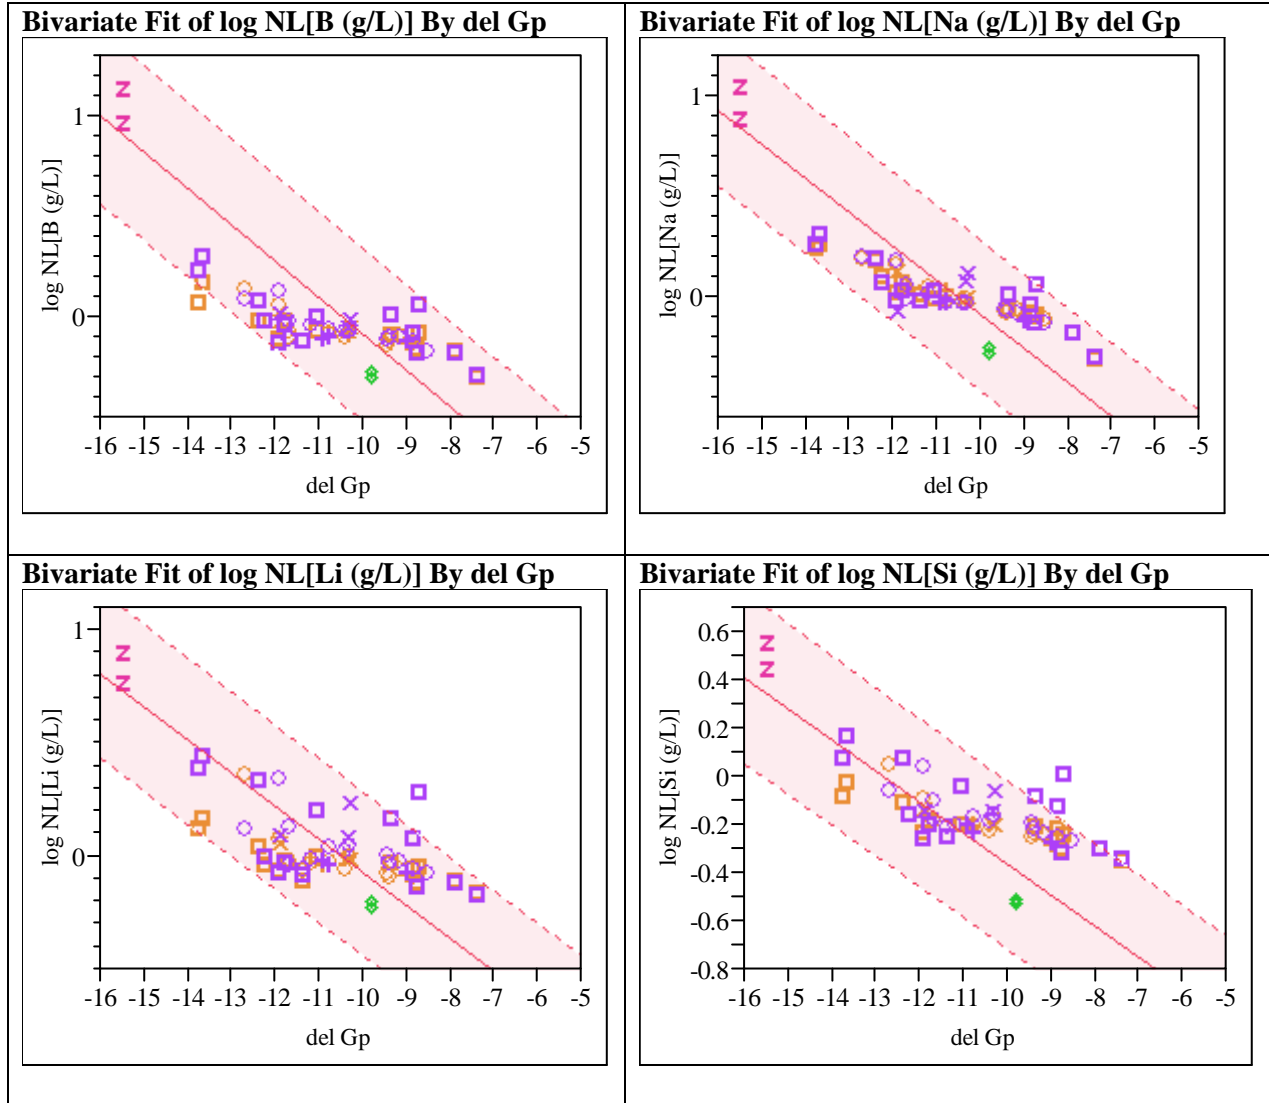 Bivariate Fit of log NL[B (g/L)] By del Gp
log NL[B (g/L)]
1
0
-16 -15 -14 -13 -12 -11 -10 -9 -8 -7 -6 -5
del Gp
Bivariate Fit of log NL[Na (g/L)] By del Gp
log NL[Na (g/L)]
1
0
-16 -15 -14 -13 -12 -11 -10 -9 -8 -7 -6 -5
del Gp
Bivariate Fit of log NL[Li (g/L)] By del Gp
log NL[Li (g/L)]
1
0
-16 -15 -14 -13 -12 -11 -10 -9 -8 -7 -6 -5
del Gp
Bivariate Fit of log NL[Si (g/L)] By del Gp
log NL[Si (g/L)]
0.6
0.4
0.2
0
-0.2
-0.4
-0.6
-0.8
-16 -15 -14 -13 -12 -11 -10 -9 -8 -7 -6 -5
del Gp